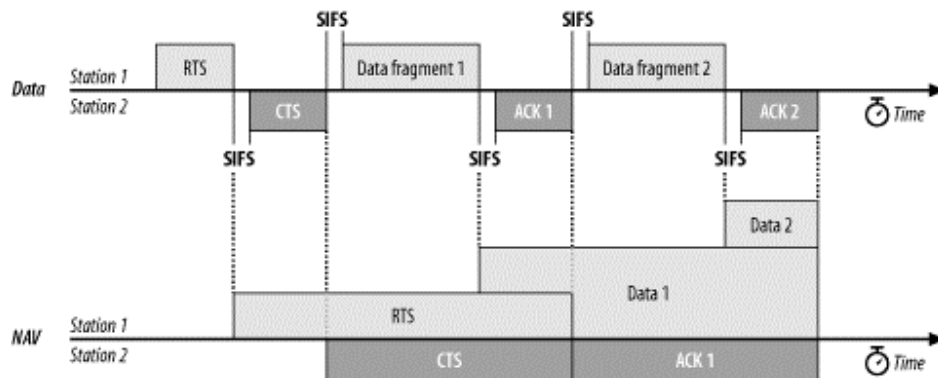 SIFS SIFS
Station 1 RTS Data fragment 1 Data fragment 2
Data
Station 2 CTS ACK 1 ACK 2 Time
SIFS SIFS SIFS
Data 2
Data 1
RTS
Station 1
NAV
Station 2 CTS ACK 1 Time